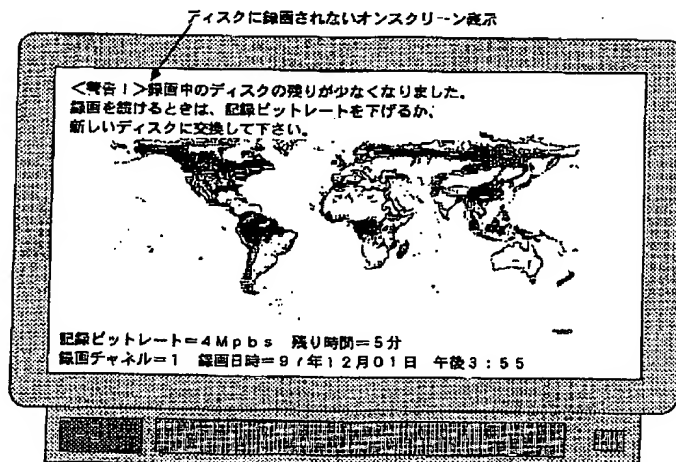 ディスクに録画されないオンスクリーン表示
<警告!>録画中のディスクの残りが少なくなりました。
録画を続けるときは、記録ビットレートを下げるか、
新しいディスクに交換して下さい。
記録ビットレート=4Mpbs 残り時間=5分
録画チャネル=1 録画日時=97年12月01日 午後3:55